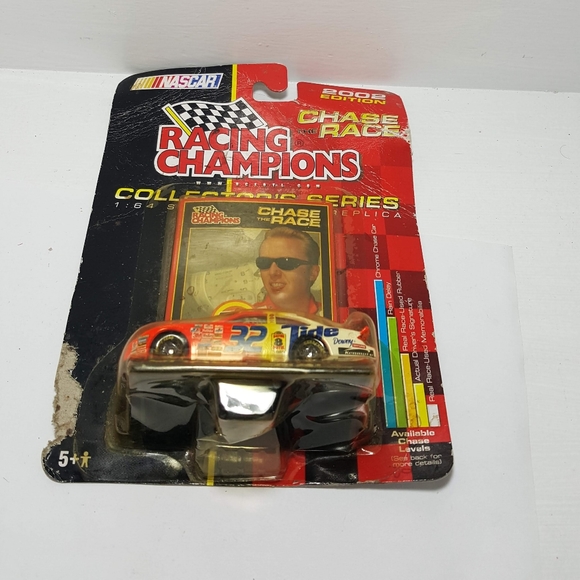 NASCAR
2002
EDITION
CHASE
THE RACE
RACING
CHAMPIONS
COLLECTOR'S SERIES
1:64 S REPLICA
RACING
CHAMPIONS
CHASE
THE RACE
32 Tide
Downy
Chrome Chase Car
Rain Delay
Real Race-Used Rubber
Actual Driver's Signature
Real Race-Used Memorabilia
Available
Chase
Levels
(See back for
more details)
5+